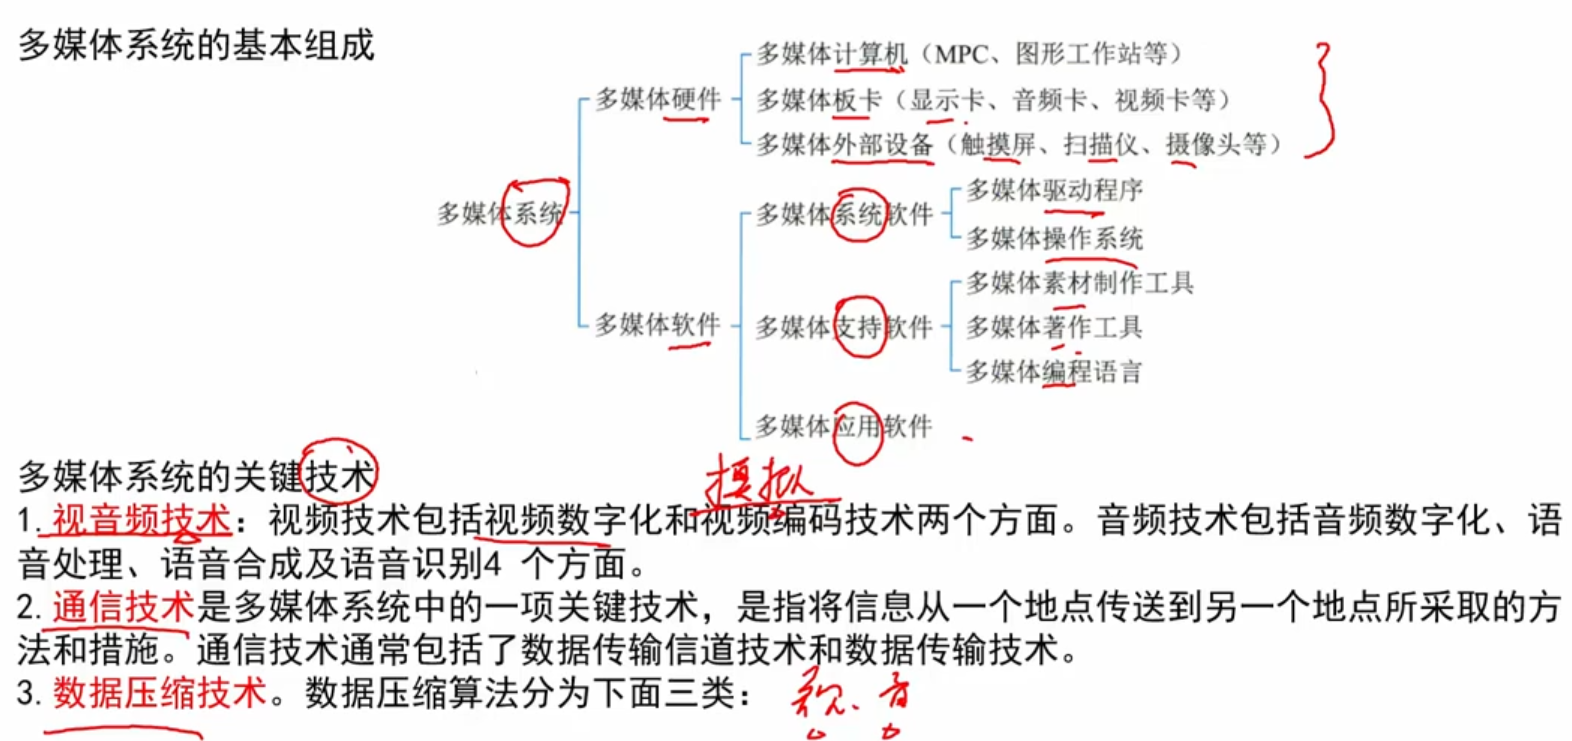 多媒体系统的基本组成
多媒体计算机（MPC、图形工作站等）
多媒体硬件
多媒体板卡（显示卡、音频卡、视频卡等）
多媒体外部设备（触摸屏、扫描仪、摄像头等）
多媒体系统
多媒体系统软件
多媒体驱动程序
多媒体操作系统
多媒体软件
多媒体支持软件
多媒体素材制作工具
多媒体著作工具
多媒体编程语言
多媒体应用软件
多媒体系统的关键技术
模拟
1.视音频技术：视频技术包括视频数字化和视频编码技术两个方面。音频技术包括音频数字化、语
音处理、语音合成及语音识别4 个方面。
2.通信技术是多媒体系统中的一项关键技术，是指将信息从一个地点传送到另一个地点所采取的方
法和措施。通信技术通常包括了数据传输信道技术和数据传输技术。
3.数据压缩技术。数据压缩算法分为下面三类：
视、音